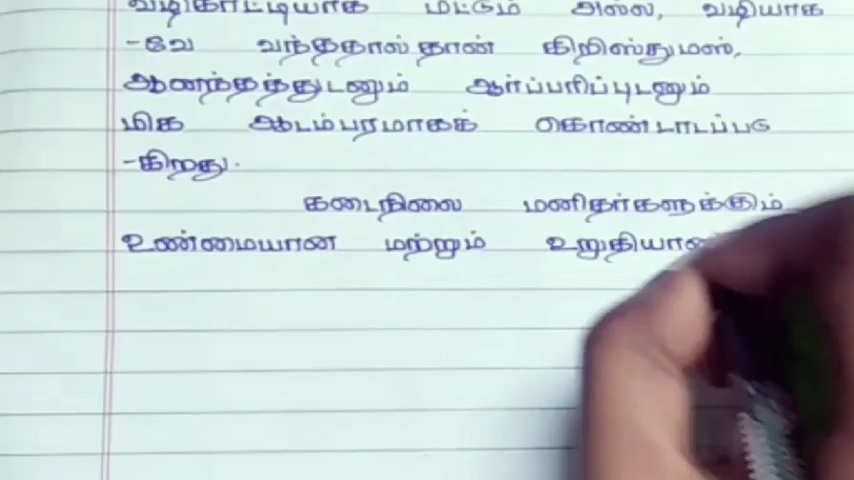 வழிகாட்டியாக மட்டும் அல்ல, வழியாக
-வே வந்ததால் தான் கிறிஸ்துமஸ்,
ஆனந்தத்துடனும் ஆர்ப்பரிப்புடனும்
மிக ஆடம்பரமாகக் கொண்டாடப்படு
-கிறது.
கடைநிலை மனிதர்களுக்கும்
உண்மையான மற்றும் உறுதியான